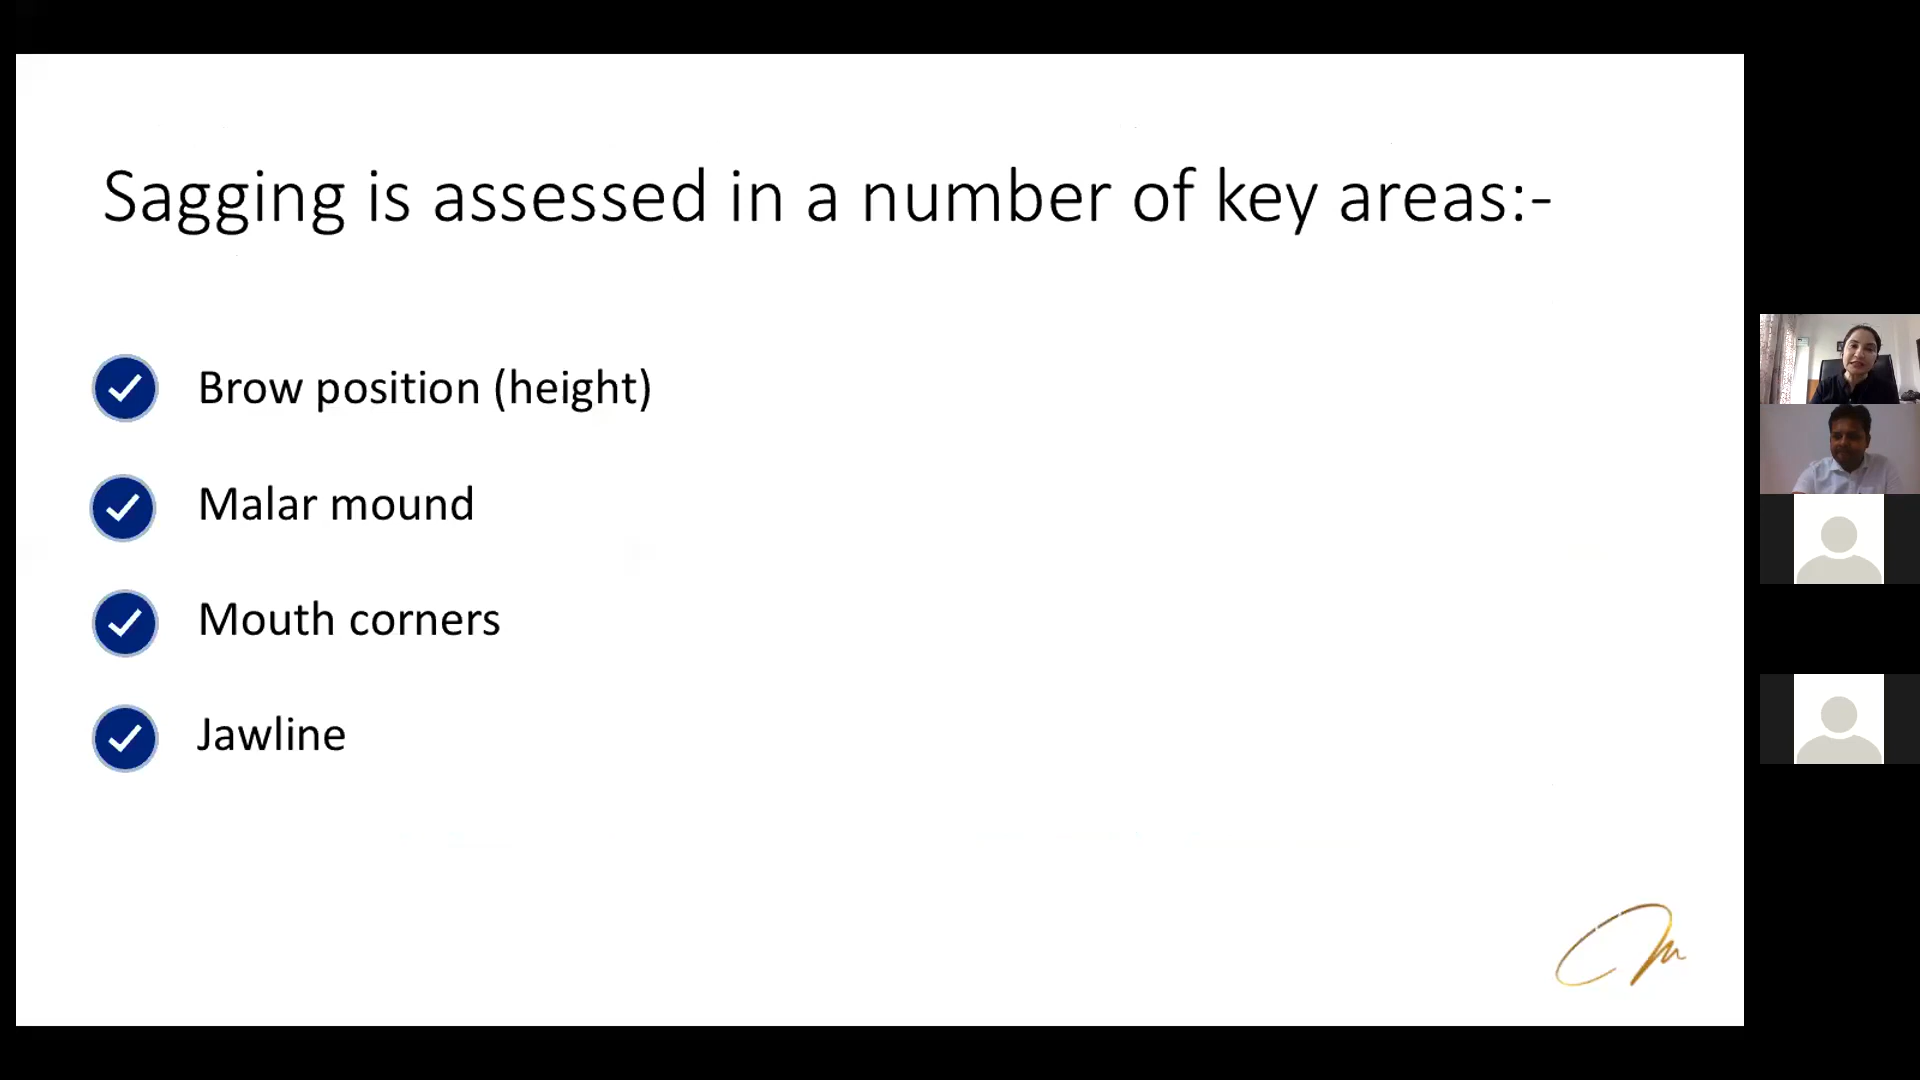 Sagging is assessed in a number of key areas:-
Brow position (height)
Malar mound
Mouth corners
Jawline